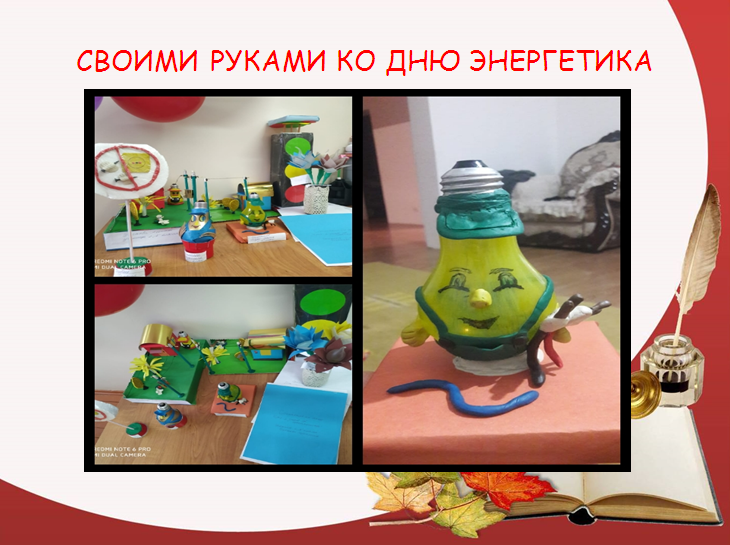 СВОИМИ РУКАМИ КО ДНЮ ЭНЕРГЕТИКА
REDMI NOTE 6 PRO
MI DUAL CAMERA
REDMI NOTE 6 PRO
MI DUAL CAMERA